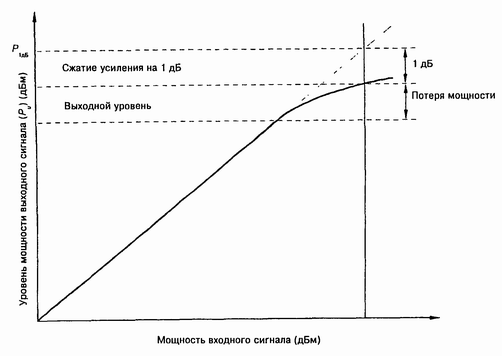 P1дБ
Сжатие усиления на 1 дБ
1 дБ
Выходной уровень
Потеря мощности
Уровень мощности выходного сигнала (Pо) (дБм)
Мощность входного сигнала (дБм)